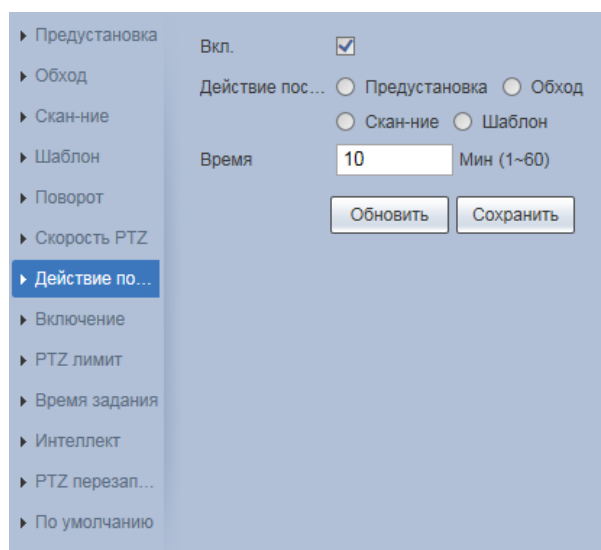 Предустановка
Обход
Скан-ние
Шаблон
Поворот
Скорость PTZ
Действие по...
Включение
PTZ лимит
Время задания
Интеллект
PTZ перезап...
По умолчанию
Вкл.
Действие пос... Предустановка Обход
Скан-ние Шаблон
Время 10 Мин (1~60)
Обновить Сохранить